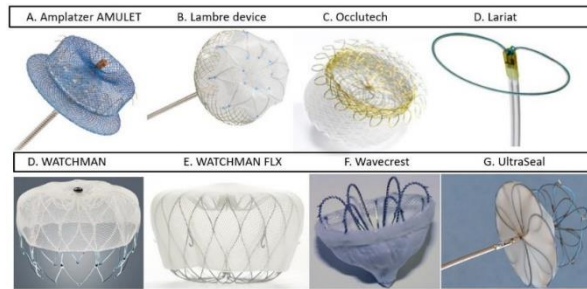 A. Amplatzer AMULET
B. Lambre device
C. Occlutech
D. Lariat
D. WATCHMAN
E. WATCHMAN FLX
F. Wavecrest
G. UltraSeal